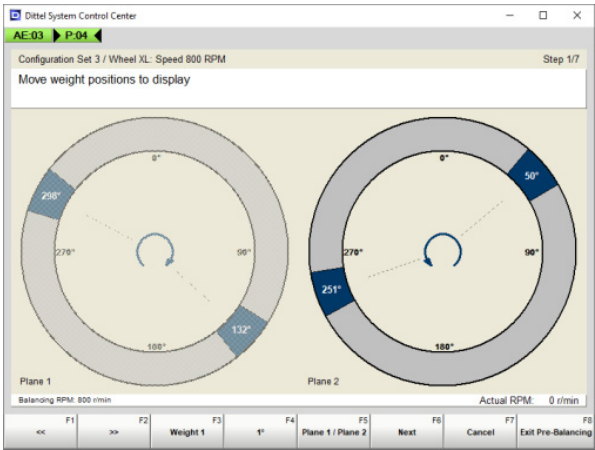 Dittel System Control Center
AE:03 P:04
Configuration Set 3 / Wheel XL: Speed 800 RPM Step 1/7
Move weight positions to display
0° 0°
298° 50°
270° 90° 270° 90°
251°
132°
180° 180°
Plane 1 Plane 2
Balancing RPM: 800 r/min Actual RPM: 0 r/min
F1 F2 F3 F4 F5 F6 F7 F8
<< >> Weight 1 1° Plane 1 / Plane 2 Next Cancel Exit Pre-Balancing